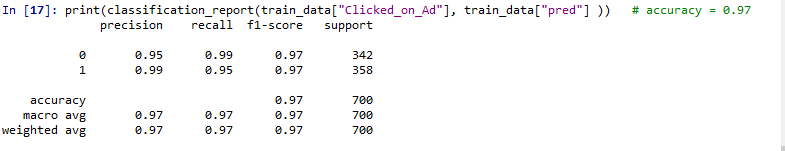 In [17]: print(classification_report(train_data["Clicked_on_Ad"], train_data["pred"] ))   # accuracy = 0.97
precision recall f1-score support
0 0.95 0.99 0.97 342
1 0.99 0.95 0.97 358
accuracy 0.97 700
macro avg 0.97 0.97 0.97 700
weighted avg 0.97 0.97 0.97 700